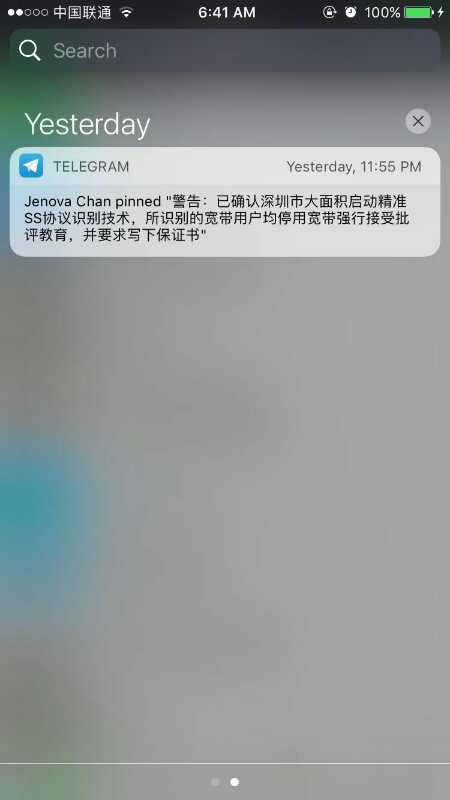 中国联通 6:41 AM 100%
Search
Yesterday
TELEGRAM Yesterday, 11:55 PM
Jenova Chan pinned "警告：已确认深圳市大面积启动精准
SS协议识别技术，所识别的宽带用户均停用宽带强行接受批
评教育，并要求写下保证书"